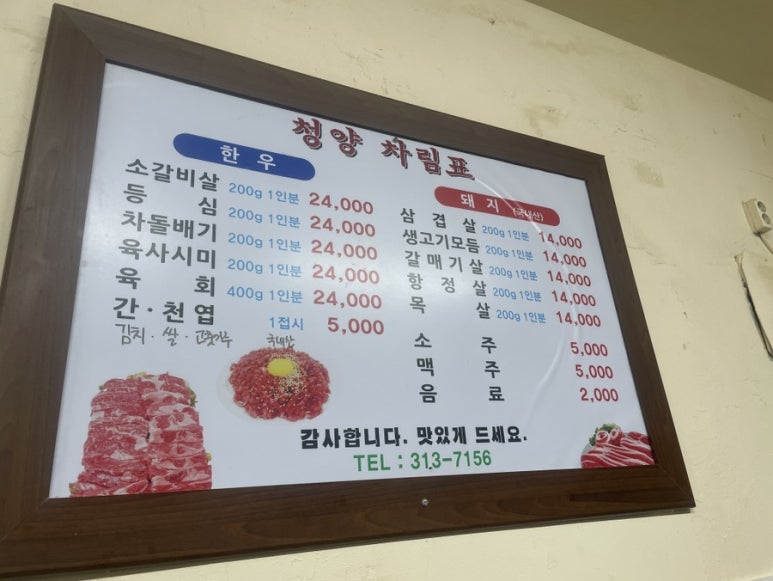 청양 차림표
한우
소갈비살 200g 1인분 24,000
등 심 200g 1인분 24,000
차돌배기 200g 1인분 24,000
육사시미 200g 1인분 24,000
육 회 400g 1인분 24,000
간·천엽 1접시 5,000
김치·쌀·고춧가루 국내산
돼지 (국내산)
삼 겹 살 200g 1인분 14,000
생고기모듬 200g 1인분 14,000
갈매기살 200g 1인분 14,000
항 정 살 200g 1인분 14,000
목 살 200g 1인분 14,000
소 주 5,000
맥 주 5,000
음 료 2,000
감사합니다. 맛있게 드세요.
TEL : 313-7156